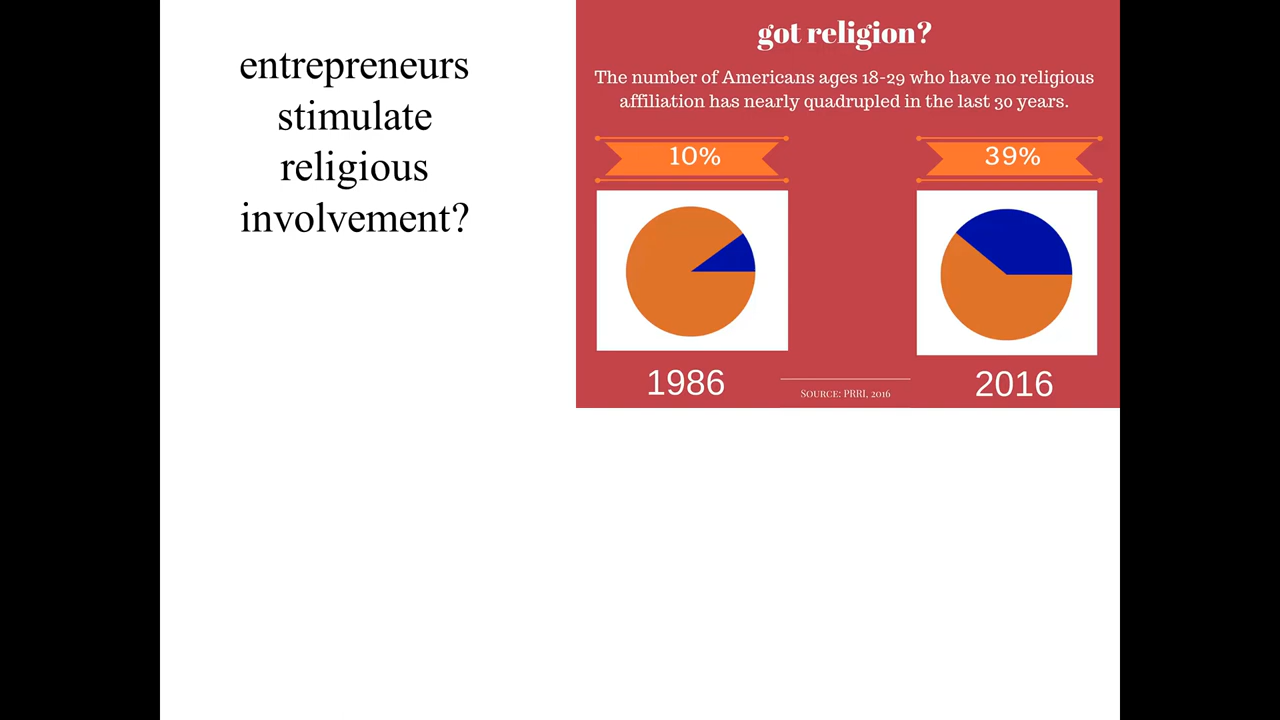 entrepreneurs
stimulate
religious
involvement?
got religion?
The number of Americans ages 18-29 who have no religious
affiliation has nearly quadrupled in the last 30 years.
10%
39%
1986
2016
SOURCE: PRRI, 2016